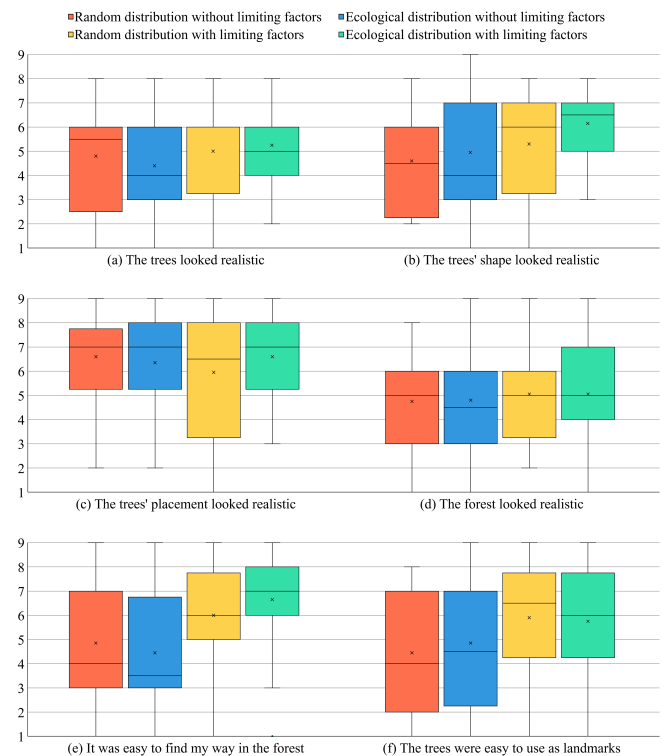 Random distribution without limiting factors
Ecological distribution without limiting factors
Random distribution with limiting factors
Ecological distribution with limiting factors
9
8
7
6
5
4
3
2
1
(a) The trees looked realistic
(b) The trees' shape looked realistic
9
8
7
6
5
4
3
2
1
(c) The trees' placement looked realistic
(d) The forest looked realistic
9
8
7
6
5
4
3
2
1
(e) It was easy to find my way in the forest
(f) The trees were easy to use as landmarks